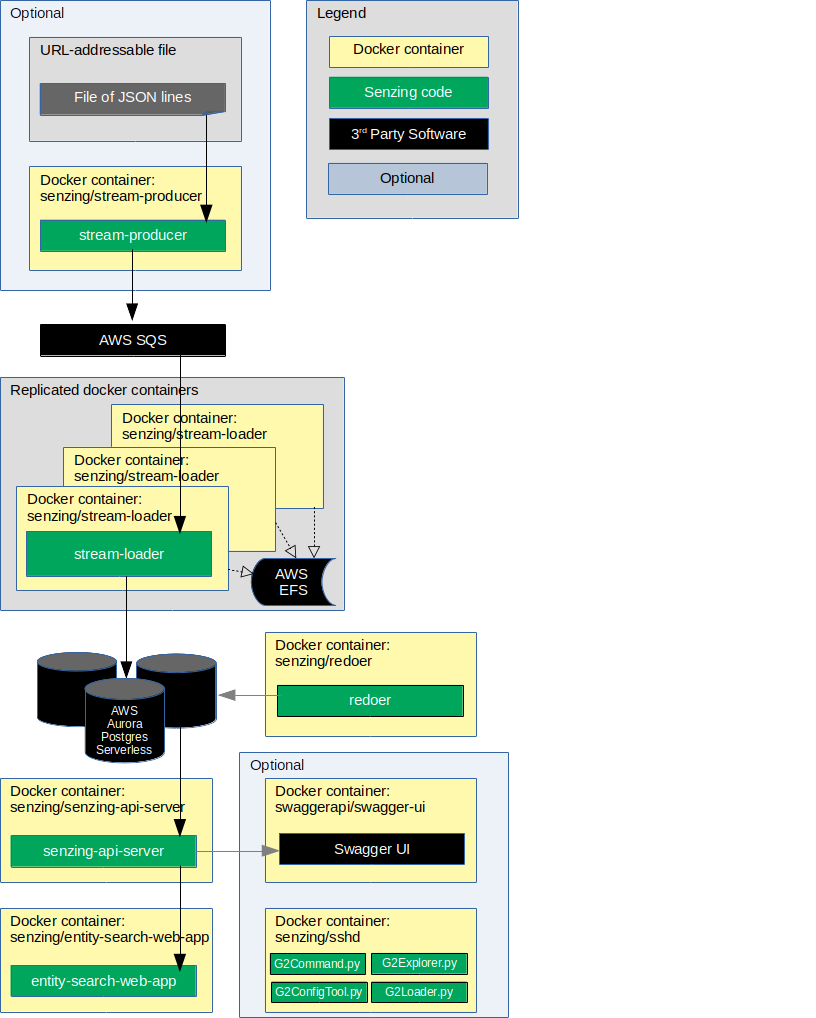 Optional
URL-addressable file
File of JSON lines
Docker container:
senzing/stream-producer
stream-producer
Legend
Docker container
Senzing code
3rd Party Software
Optional
AWS SQS
Replicated docker containers
Docker container:
senzing/stream-loader
Docker container:
senzing/stream-loader
Docker container:
senzing/stream-loader
stream-loader
AWS
EFS
AWS
Aurora
Postgres
Serverless
Docker container:
senzing/redoer
redoer
Docker container:
senzing/senzing-api-server
senzing-api-server
Optional
Docker container:
swaggerapi/swagger-ui
Swagger UI
Docker container:
senzing/entity-search-web-app
entity-search-web-app
Docker container:
senzing/sshd
G2Command.py
G2Explorer.py
G2ConfigTool.py
G2Loader.py